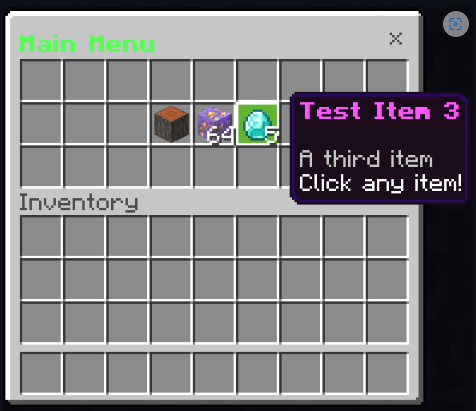 Main Menu
64
5
Test Item 3
A third item
Click any item!
Inventory